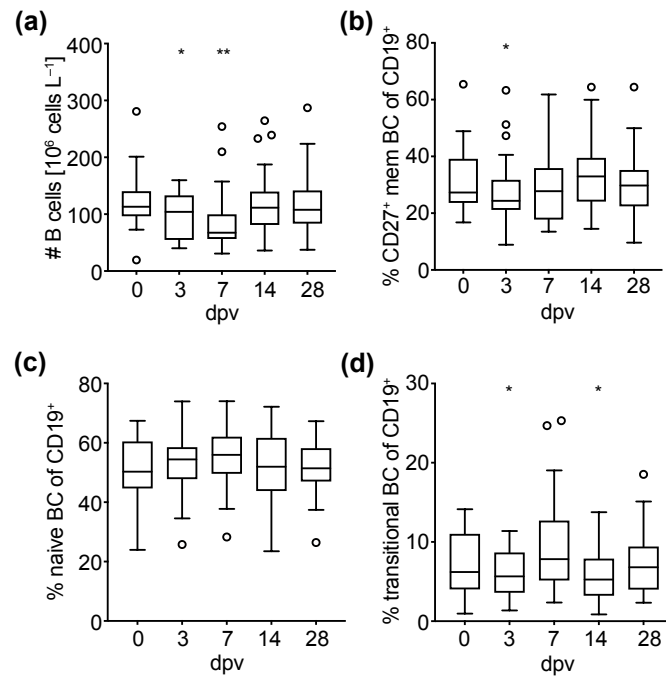 (a)
* **
# B cells [10⁶ cells L⁻¹]
400
300
200
100
0
0 3 7 14 28
dpv
(b)
*
% CD27⁺ mem BC of CD19⁺
80
60
40
20
0
0 3 7 14 28
dpv
(c)
% naive BC of CD19⁺
80
60
40
20
0
0 3 7 14 28
dpv
(d)
* *
% transitional BC of CD19⁺
30
20
10
0
0 3 7 14 28
dpv